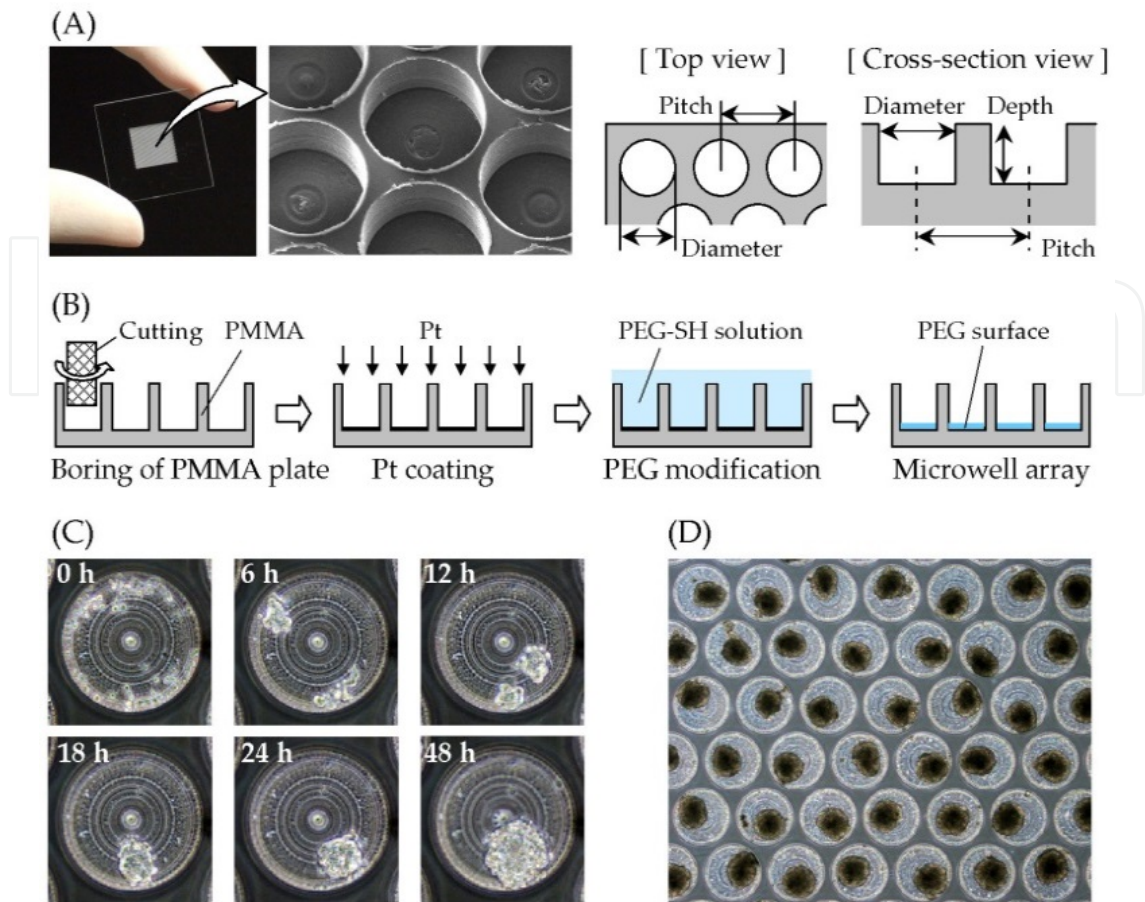 (A)
[ Top view ]
[ Cross-section view ]
Pitch
Diameter
Depth
Diameter
Pitch
(B)
Cutting
PMMA
Pt
PEG-SH solution
PEG surface
Boring of PMMA plate
Pt coating
PEG modification
Microwell array
(C)
(D)
0 h
6 h
12 h
18 h
24 h
48 h